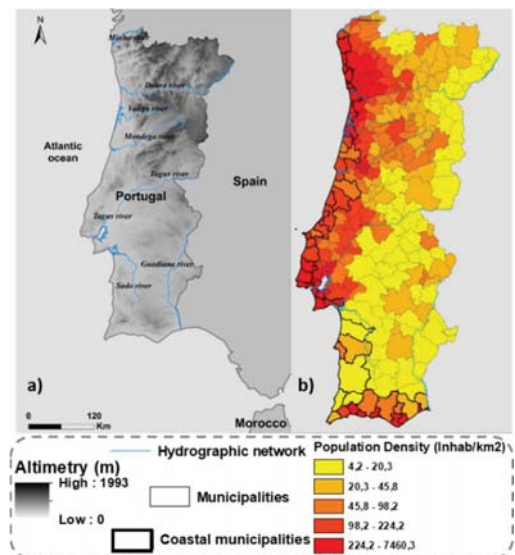 N
Minho river
Douro river
Vouga river
Mondego river
Atlantic
ocean
Tagus river
Spain
Portugal
Tagus river
Guadiana river
Sado river
a)
b)
0
120
Km
Morocco
Hydrographic network
Population Density (Inhab/km2)
Altimetry (m)
4,2 - 20,3
High : 1993
20,3 - 45,8
Municipalities
45,8 - 98,2
Low : 0
98,2 - 224,2
Coastal municipalities
224,2 - 7460,3